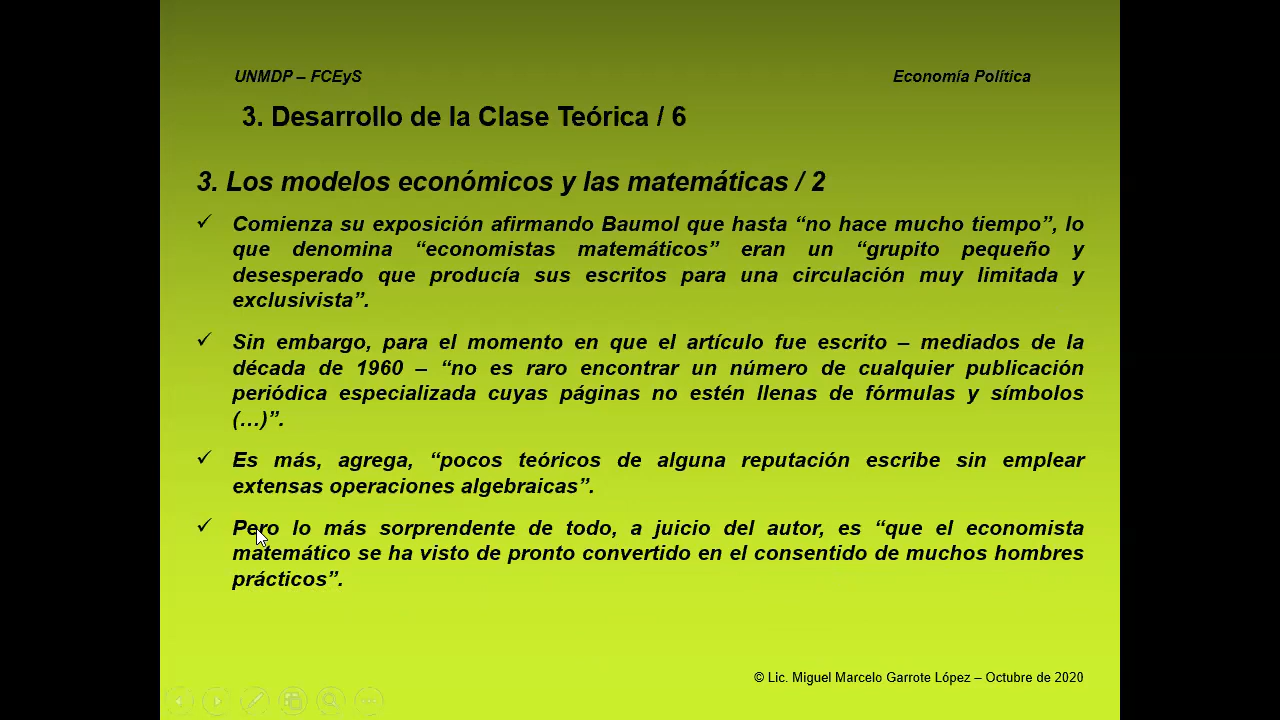 UNMDP – FCEyS
Economía Política
3. Desarrollo de la Clase Teórica / 6
3. Los modelos económicos y las matemáticas / 2
✓ Comienza su exposición afirmando Baumol que hasta “no hace mucho tiempo”, lo
que denomina “economistas matemáticos” eran un “grupito pequeño y
desesperado que producía sus escritos para una circulación muy limitada y
exclusivista”.
✓ Sin embargo, para el momento en que el artículo fue escrito – mediados de la
década de 1960 – “no es raro encontrar un número de cualquier publicación
periódica especializada cuyas páginas no estén llenas de fórmulas y símbolos
(…)”.
✓ Es más, agrega, “pocos teóricos de alguna reputación escribe sin emplear
extensas operaciones algebraicas”.
✓ Pero lo más sorprendente de todo, a juicio del autor, es “que el economista
matemático se ha visto de pronto convertido en el consentido de muchos hombres
prácticos”.
© Lic. Miguel Marcelo Garrote López – Octubre de 2020